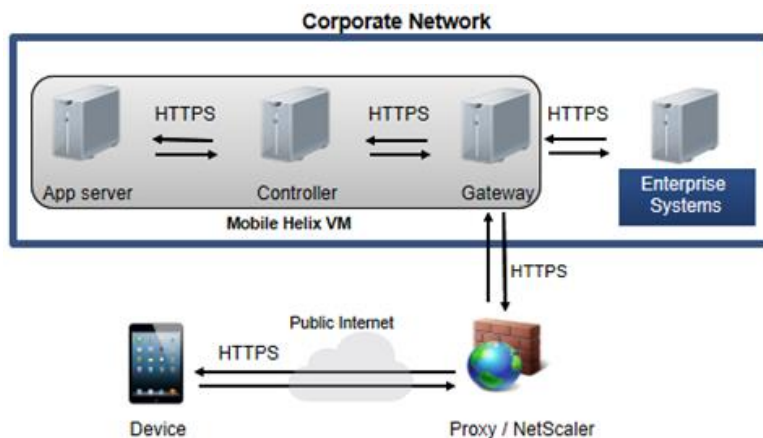 Corporate Network
HTTPS
HTTPS
HTTPS
App server
Controller
Gateway
Enterprise
Systems
Mobile Helix VM
HTTPS
Public Internet
HTTPS
Device
Proxy / NetScaler